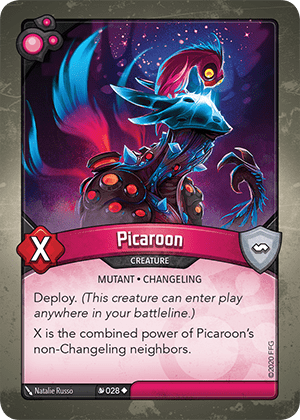 Picaroon
CREATURE
X
MUTANT • CHANGELING
Deploy. (This creature can enter play
anywhere in your battleline.)
X is the combined power of Picaroon's
non-Changeling neighbors.
Natalie Russo
028
©2020 FFG